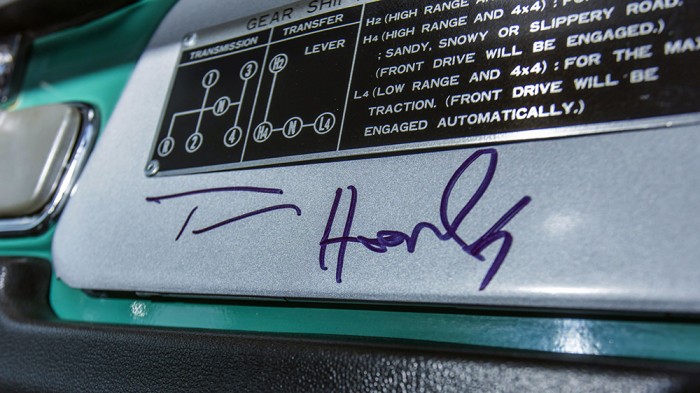 GEAR SHI
TRANSMISSION
TRANSFER
LEVER
1 3
N
R 2 4
H2
H4 N L4
H2 (HIGH RANGE
H4 (HIGH RANGE AND 4x4) : FOR
: SANDY, SNOWY OR SLIPPERY ROAD.
(FRONT DRIVE WILL BE ENGAGED.)
L4 (LOW RANGE AND 4x4) : FOR THE
TRACTION. (FRONT DRIVE WILL BE
ENGAGED AUTOMATICALLY.)